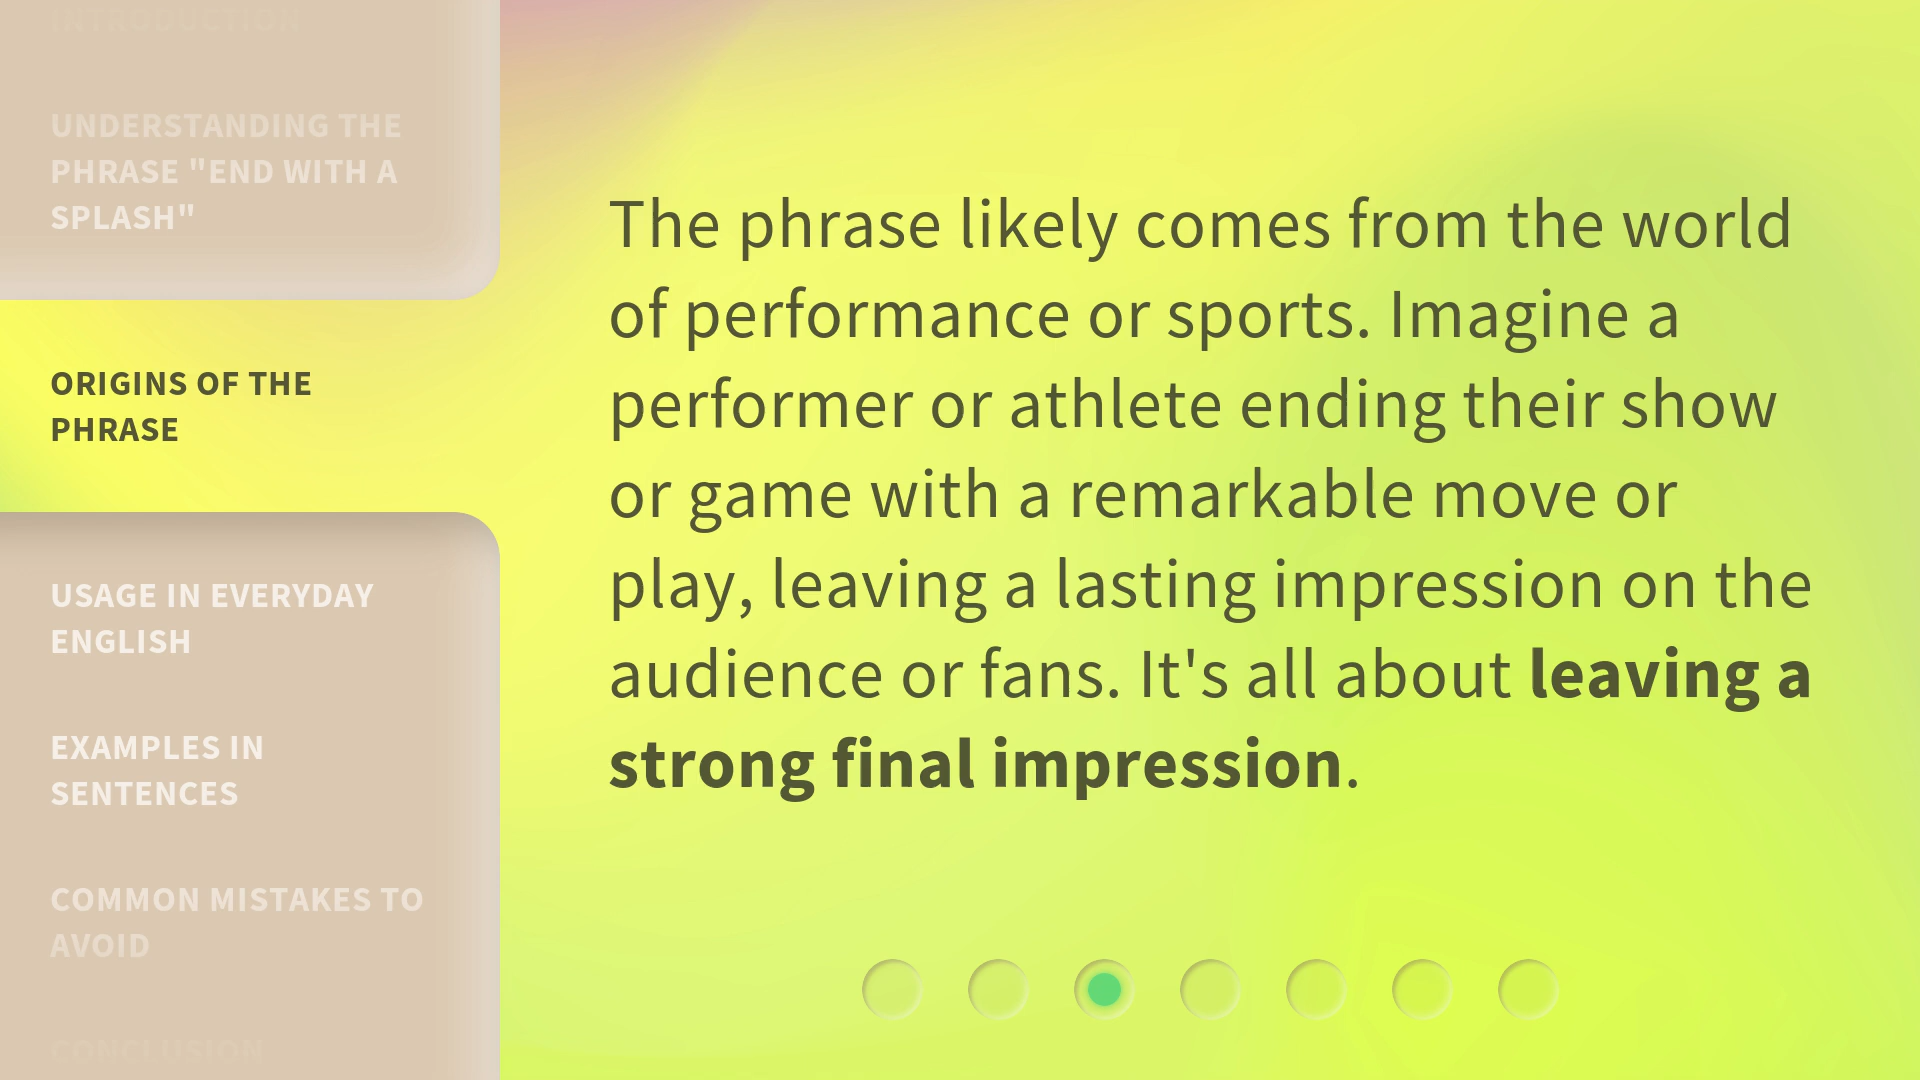 INTRODUCTION
UNDERSTANDING THE
PHRASE "END WITH A
SPLASH"
ORIGINS OF THE
PHRASE
USAGE IN EVERYDAY
ENGLISH
EXAMPLES IN
SENTENCES
COMMON MISTAKES TO
AVOID
CONCLUSION
The phrase likely comes from the world
of performance or sports. Imagine a
performer or athlete ending their show
or game with a remarkable move or
play, leaving a lasting impression on the
audience or fans. It's all about leaving a
strong final impression.